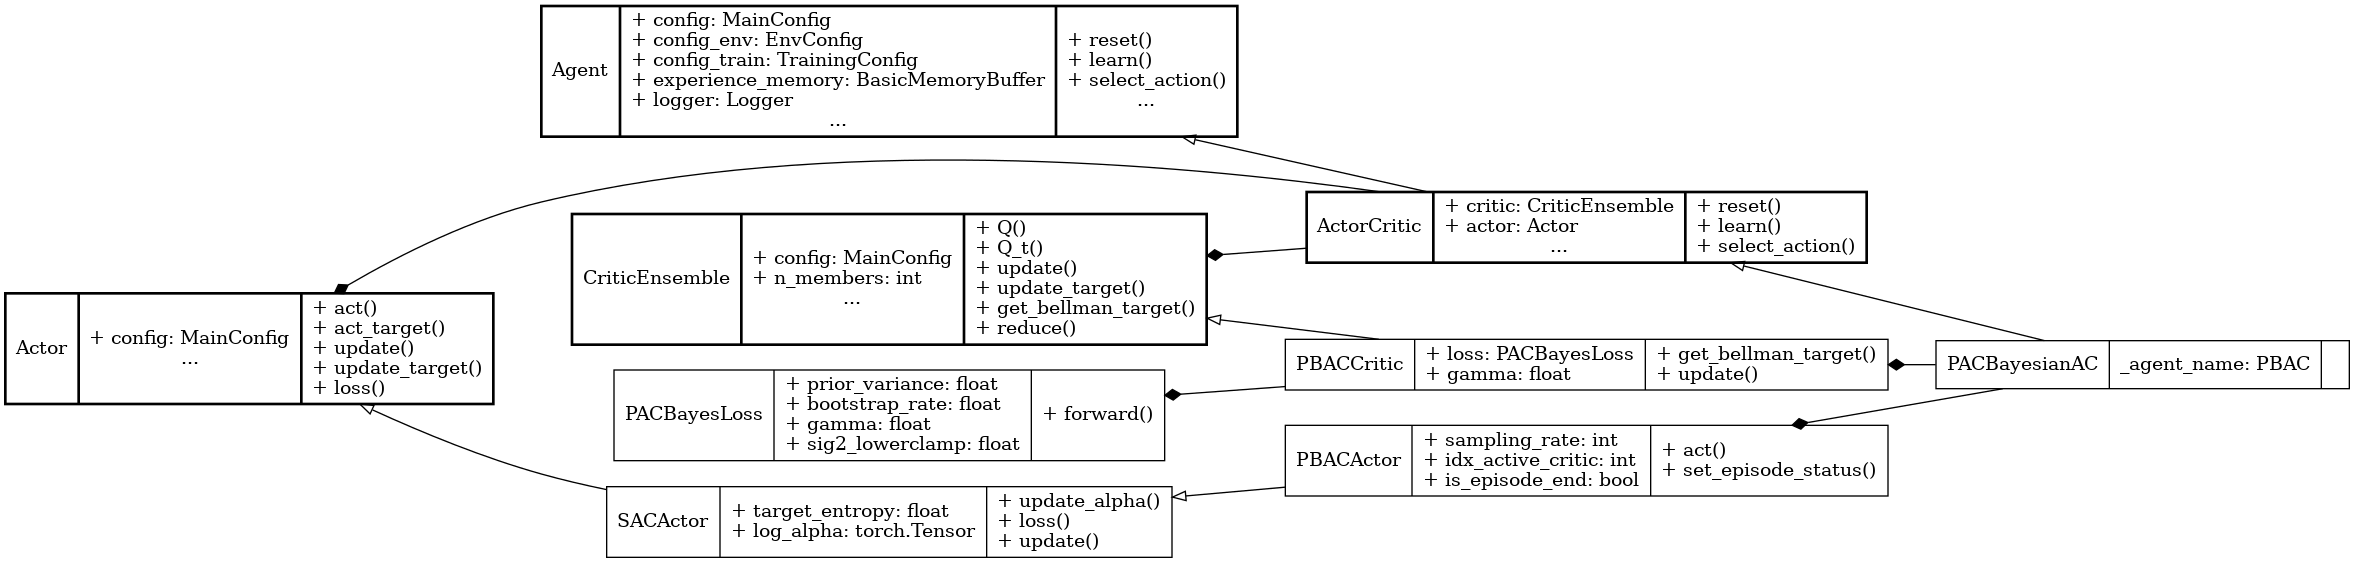 Agent
+ config: MainConfig
+ config_env: EnvConfig
+ config_train: TrainingConfig
+ experience_memory: BasicMemoryBuffer
+ logger: Logger
...
+ reset()
+ learn()
+ select_action()
...
ActorCritic
+ critic: CriticEnsemble
+ actor: Actor
...
+ reset()
+ learn()
+ select_action()
CriticEnsemble
+ config: MainConfig
+ n_members: int
...
+ Q()
+ Q_t()
+ update()
+ update_target()
+ get_bellman_target()
+ reduce()
Actor
+ config: MainConfig
...
+ act()
+ act_target()
+ update()
+ update_target()
+ loss()
PBACCritic
+ loss: PACBayesLoss
+ gamma: float
+ get_bellman_target()
+ update()
PACBayesianAC
_agent_name: PBAC
PACBayesLoss
+ prior_variance: float
+ bootstrap_rate: float
+ gamma: float
+ sig2_lowerclamp: float
+ forward()
PBACActor
+ sampling_rate: int
+ idx_active_critic: int
+ is_episode_end: bool
+ act()
+ set_episode_status()
SACActor
+ target_entropy: float
+ log_alpha: torch.Tensor
+ update_alpha()
+ loss()
+ update()